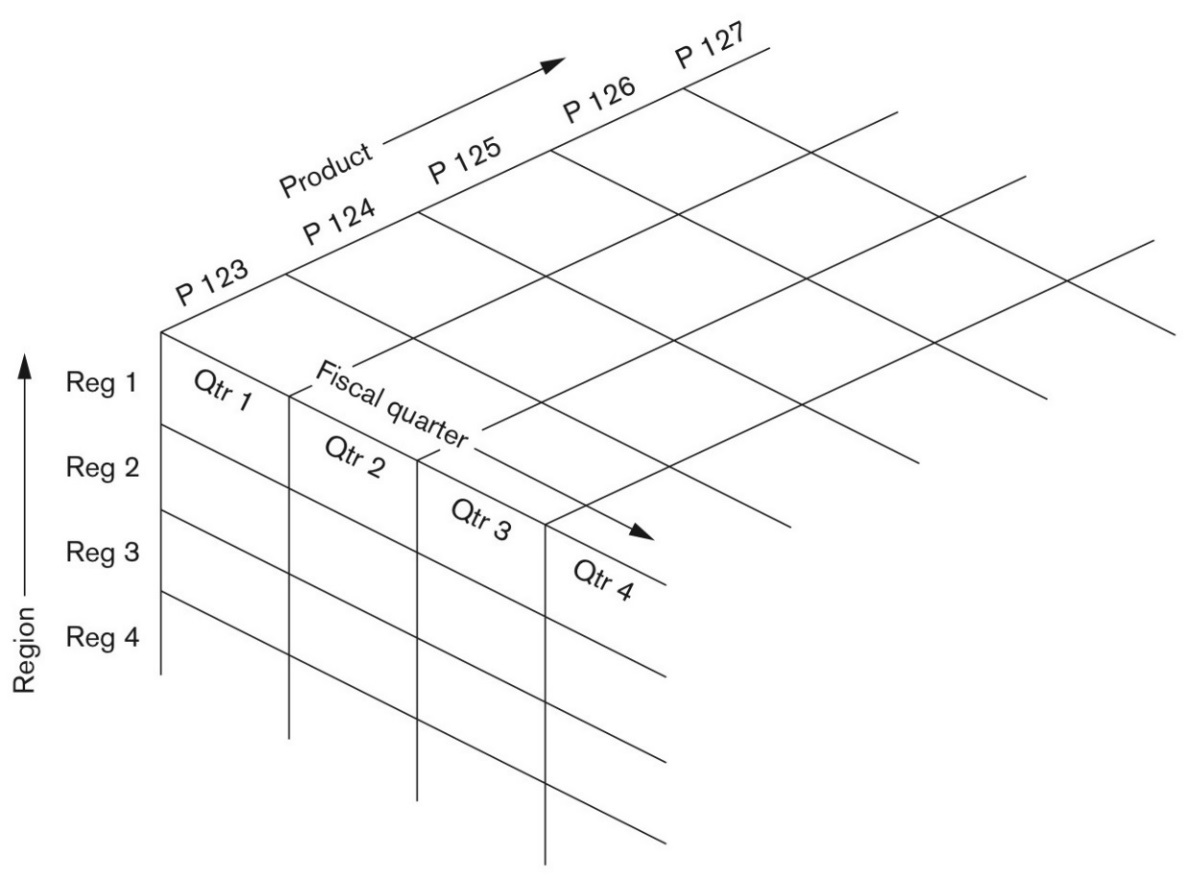 P 127
P 126
P 125
P 124
P 123
Product
Fiscal quarter
Qtr 1
Qtr 2
Qtr 3
Qtr 4
Reg 1
Reg 2
Reg 3
Reg 4
Region